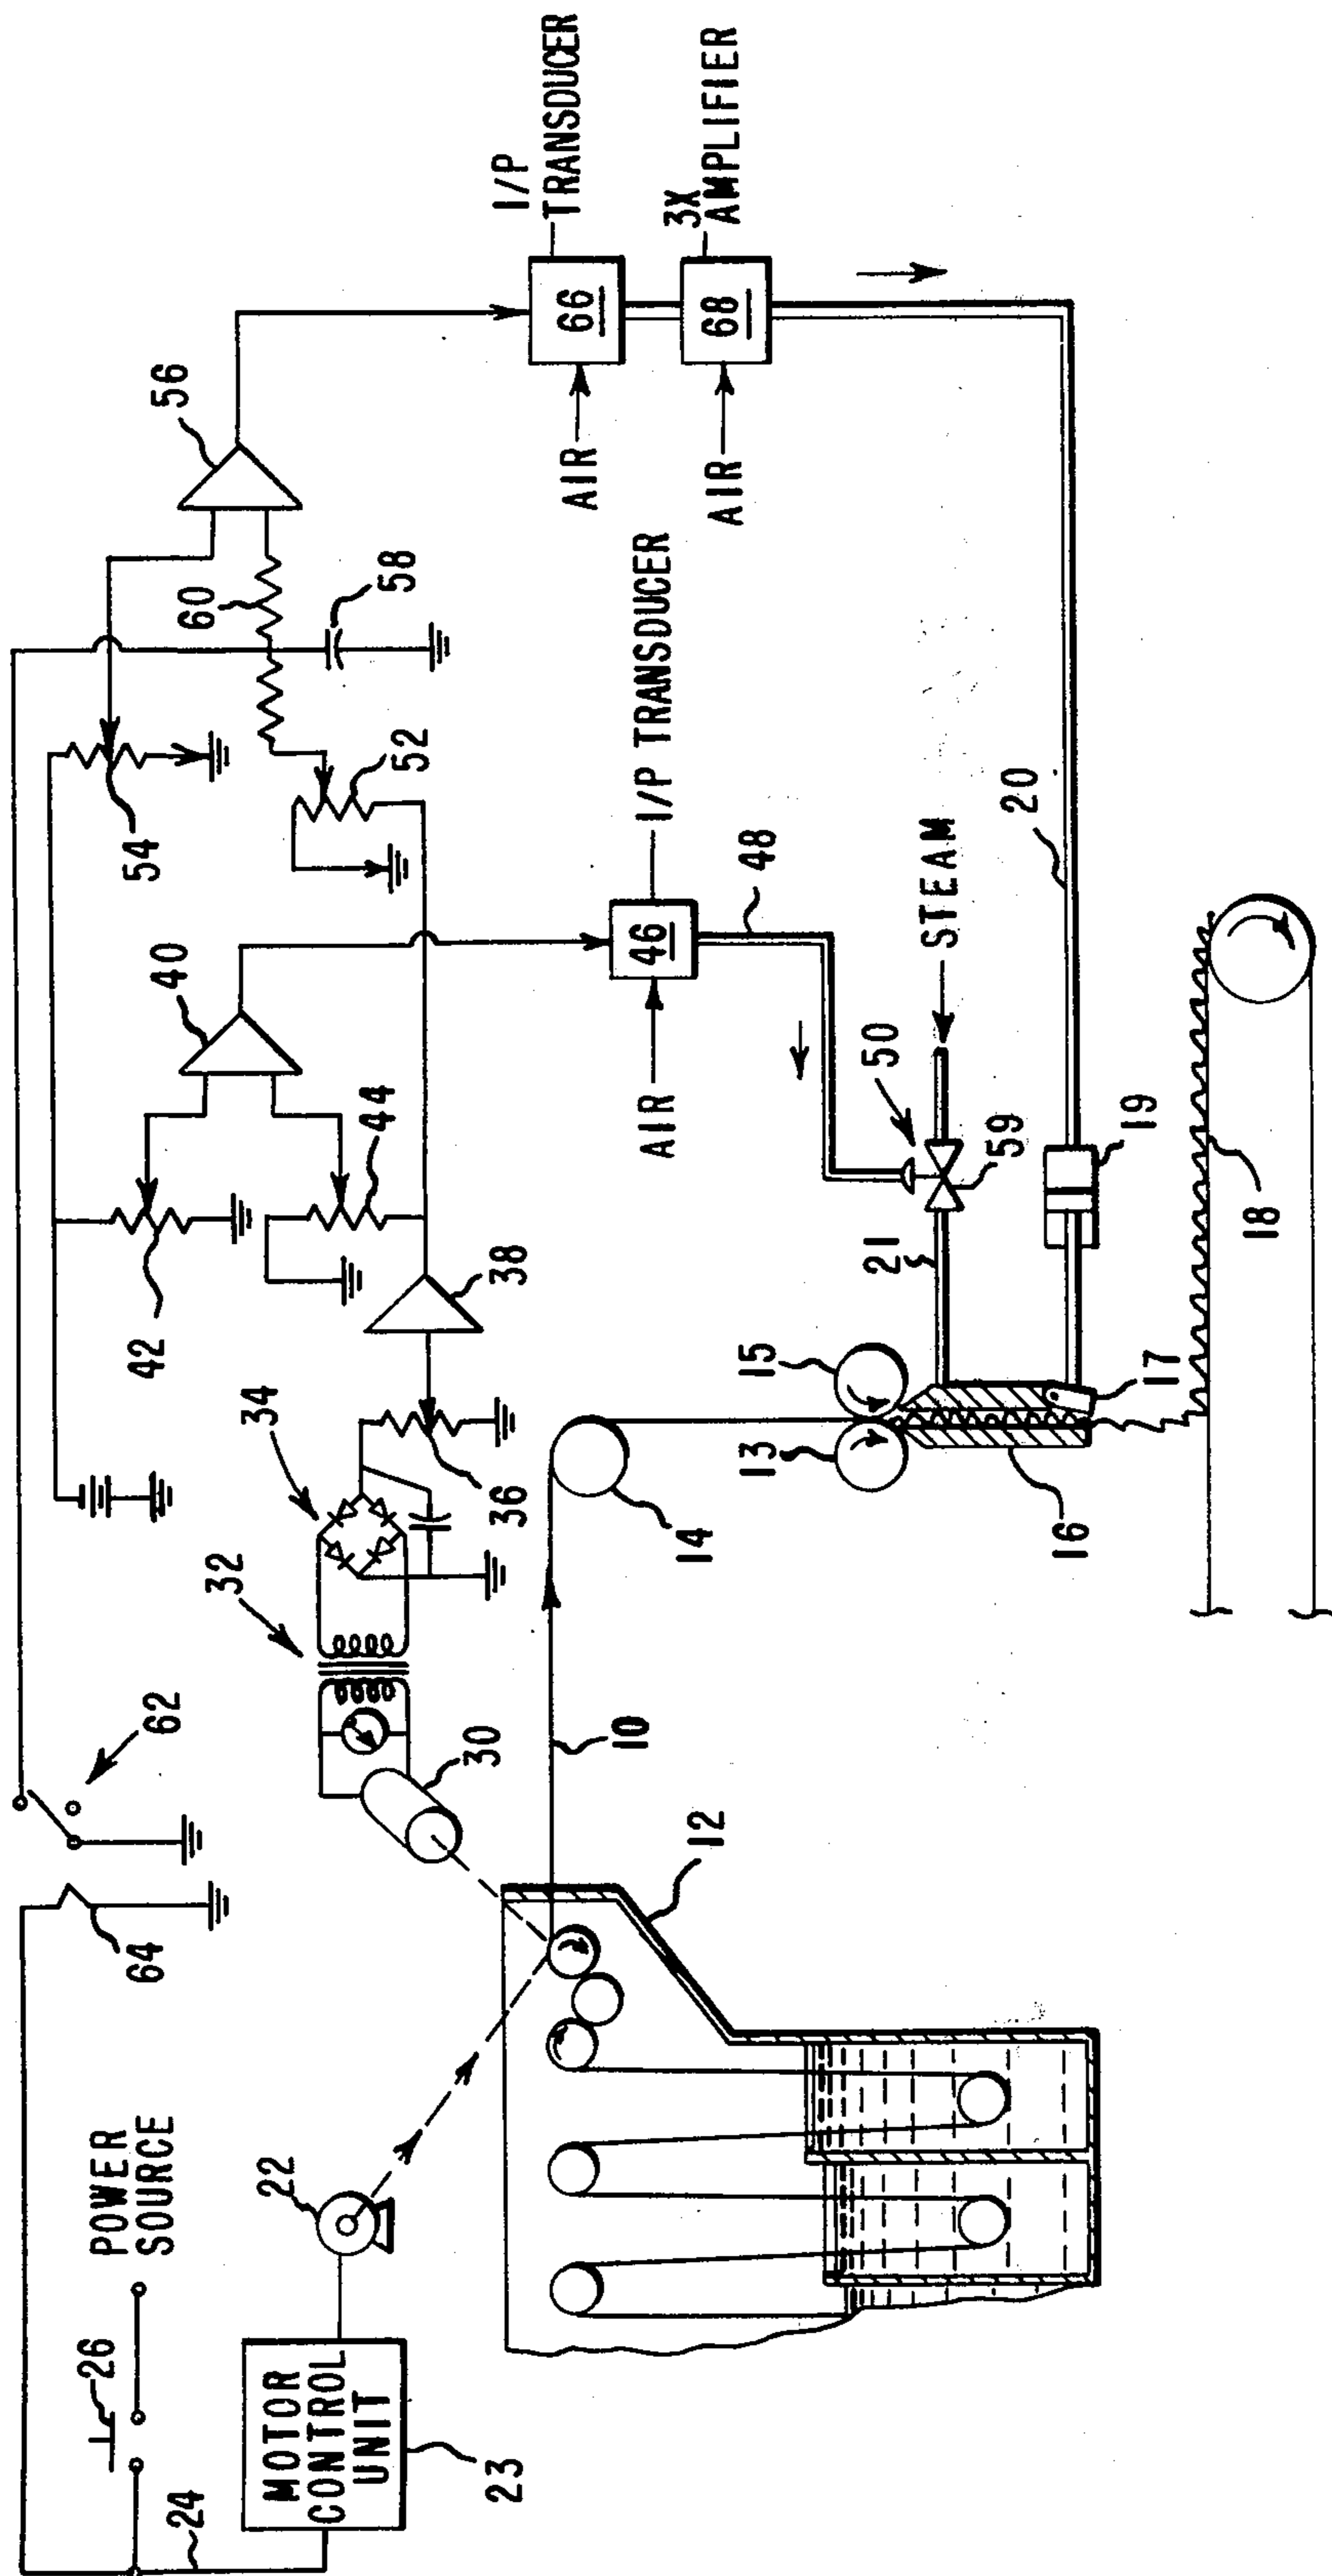 POWER
SOURCE
26
24
MOTOR
CONTROL
UNIT
23
22
64
62
32
34
30
36
38
42
40
44
54
52
60
58
56
I/P
TRANSDUCER
66
AIR
3X
AMPLIFIER
68
AIR
I/P TRANSDUCER
46
AIR
48
STEAM
50
59
21
20
19
10
12
14
13
15
16
17
18